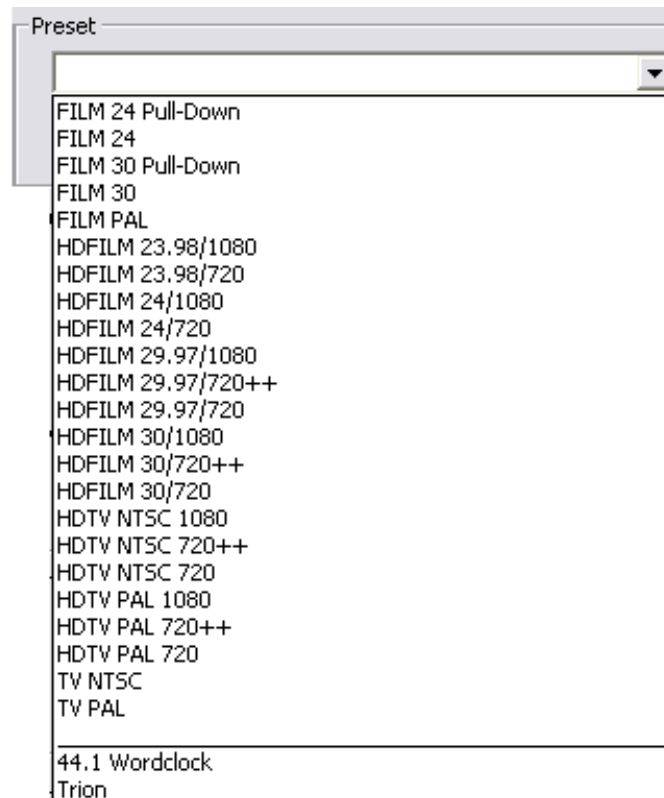 Preset
FILM 24 Pull-Down
FILM 24
FILM 30 Pull-Down
FILM 30
FILM PAL
HDFILM 23.98/1080
HDFILM 23.98/720
HDFILM 24/1080
HDFILM 24/720
HDFILM 29.97/1080
HDFILM 29.97/720++
HDFILM 29.97/720
HDFILM 30/1080
HDFILM 30/720++
HDFILM 30/720
HDTV NTSC 1080
HDTV NTSC 720++
HDTV NTSC 720
HDTV PAL 1080
HDTV PAL 720++
HDTV PAL 720
TV NTSC
TV PAL
44.1 Wordclock
Trion